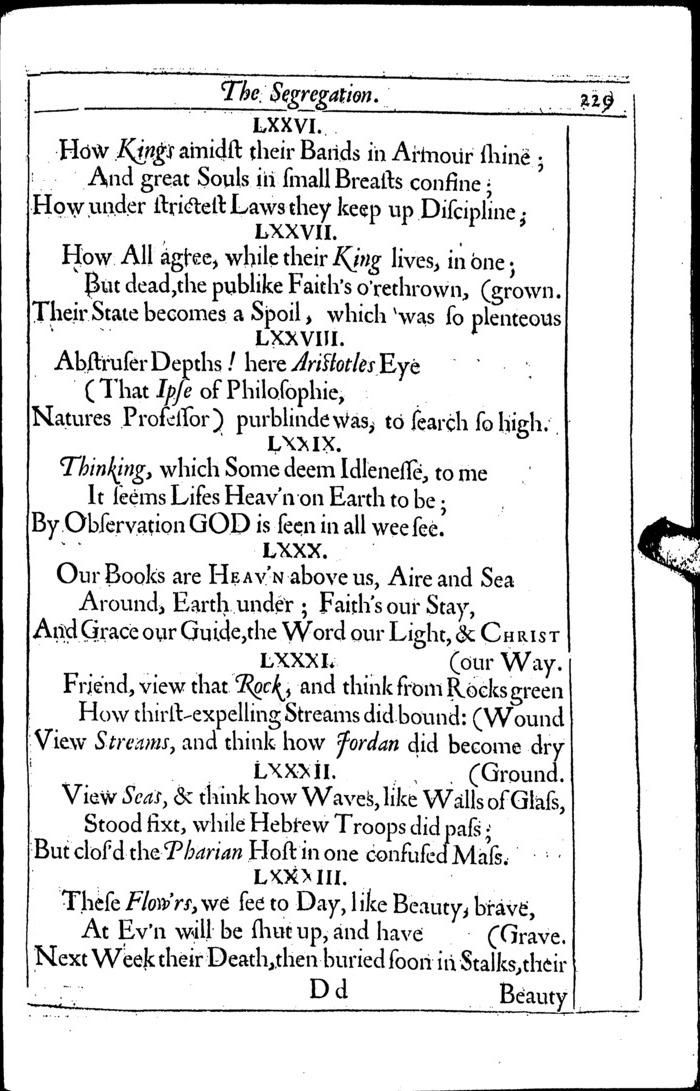 The Segregation. 229
LXXVI.
How Kings amidſt their Bands in Armour ſhine ;
And great Souls in ſmall Breaſts confine ;
How under ſtricteſt Laws they keep up Diſcipline ;
LXXVII.
How All agree, while their King lives, in one ;
But dead, the publike Faith's o'rethrown, (grown.
Their State becomes a Spoil, which 'was ſo plenteous
LXXVIII.
Abſtruſer Depths ! here Ariſtotles Eye
( That Ipſe of Philoſophie,
Natures Profeſſor ) purblinde was, to ſearch ſo high.
LXXIX.
Thinking, which Some deem Idleneſſe, to me
It ſeems Lifes Heav'n on Earth to be ;
By Obſervation GOD is ſeen in all wee ſee.
LXXX.
Our Books are HEAV'N above us, Aire and Sea
Around, Earth under ; Faith's our Stay,
And Grace our Guide, the Word our Light, & CHRIST
LXXXI. (our Way.
Friend, view that Rock, and think from Rocks green
How thirſt-expelling Streams did bound: (Wound
View Streams, and think how Jordan did become dry
LXXXII. (Ground.
View Seas, & think how Waves, like Walls of Glaſs,
Stood fixt, while Hebrew Troops did paſs ;
But clos'd the Pharian Hoſt in one confuſed Maſs.
LXXXIII.
Theſe Flow'rs, we ſee to Day, like Beauty, brave,
At Ev'n will be ſhut up, and have (Grave.
Next Week their Death, then buried ſoon in Stalks, their
D d Beauty